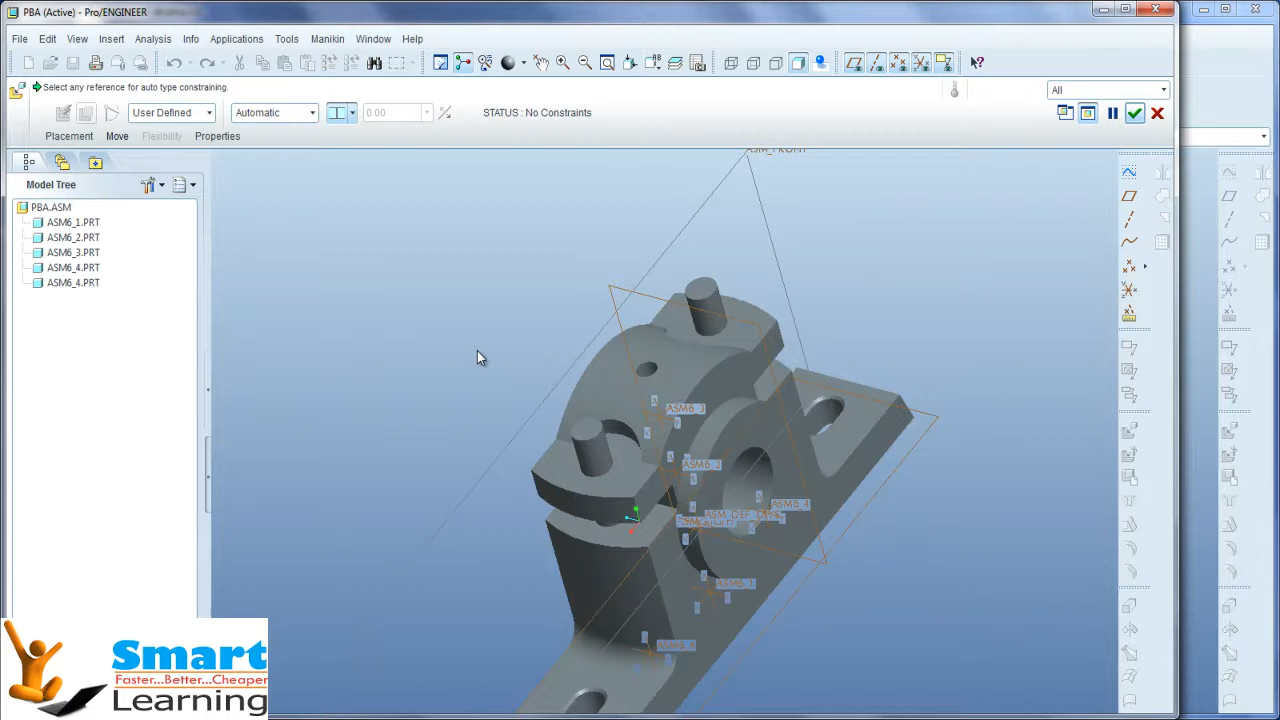 PBA (Active) - Pro/ENGINEER
File Edit View Insert Analysis Info Applications Tools Manikin Window Help
Select any reference for auto type constraining.
All
User Defined Automatic 0.00 STATUS : No Constraints
Placement Move Flexibility Properties
ASM_FRONT
Model Tree
PBA.ASM
ASM6_1.PRT
ASM6_2.PRT
ASM6_3.PRT
ASM6_4.PRT
ASM6_4.PRT
ASM6_3
ASM6_2
ASM6_4
ASM6_1
Smart
Faster...Better...Cheaper
Learning